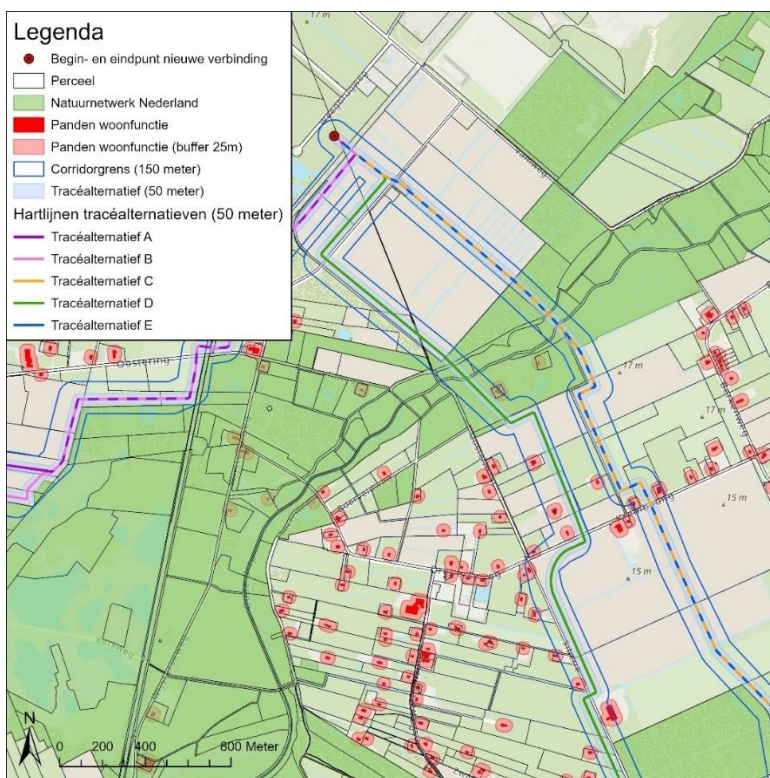 Legenda
Begin- en eindpunt nieuwe verbinding
Perceel
Natuurnetwerk Nederland
Panden woonfunctie
Panden woonfunctie (buffer 25m)
Corridorgrens (150 meter)
Tracéalternatief (50 meter)
Hartlijnen tracéalternatieven (50 meter)
Tracéalternatief A
Tracéalternatief B
Tracéalternatief C
Tracéalternatief D
Tracéalternatief E
17 m
17 m
17 m
15 m
15 m
N
0 200 400 800 Meter